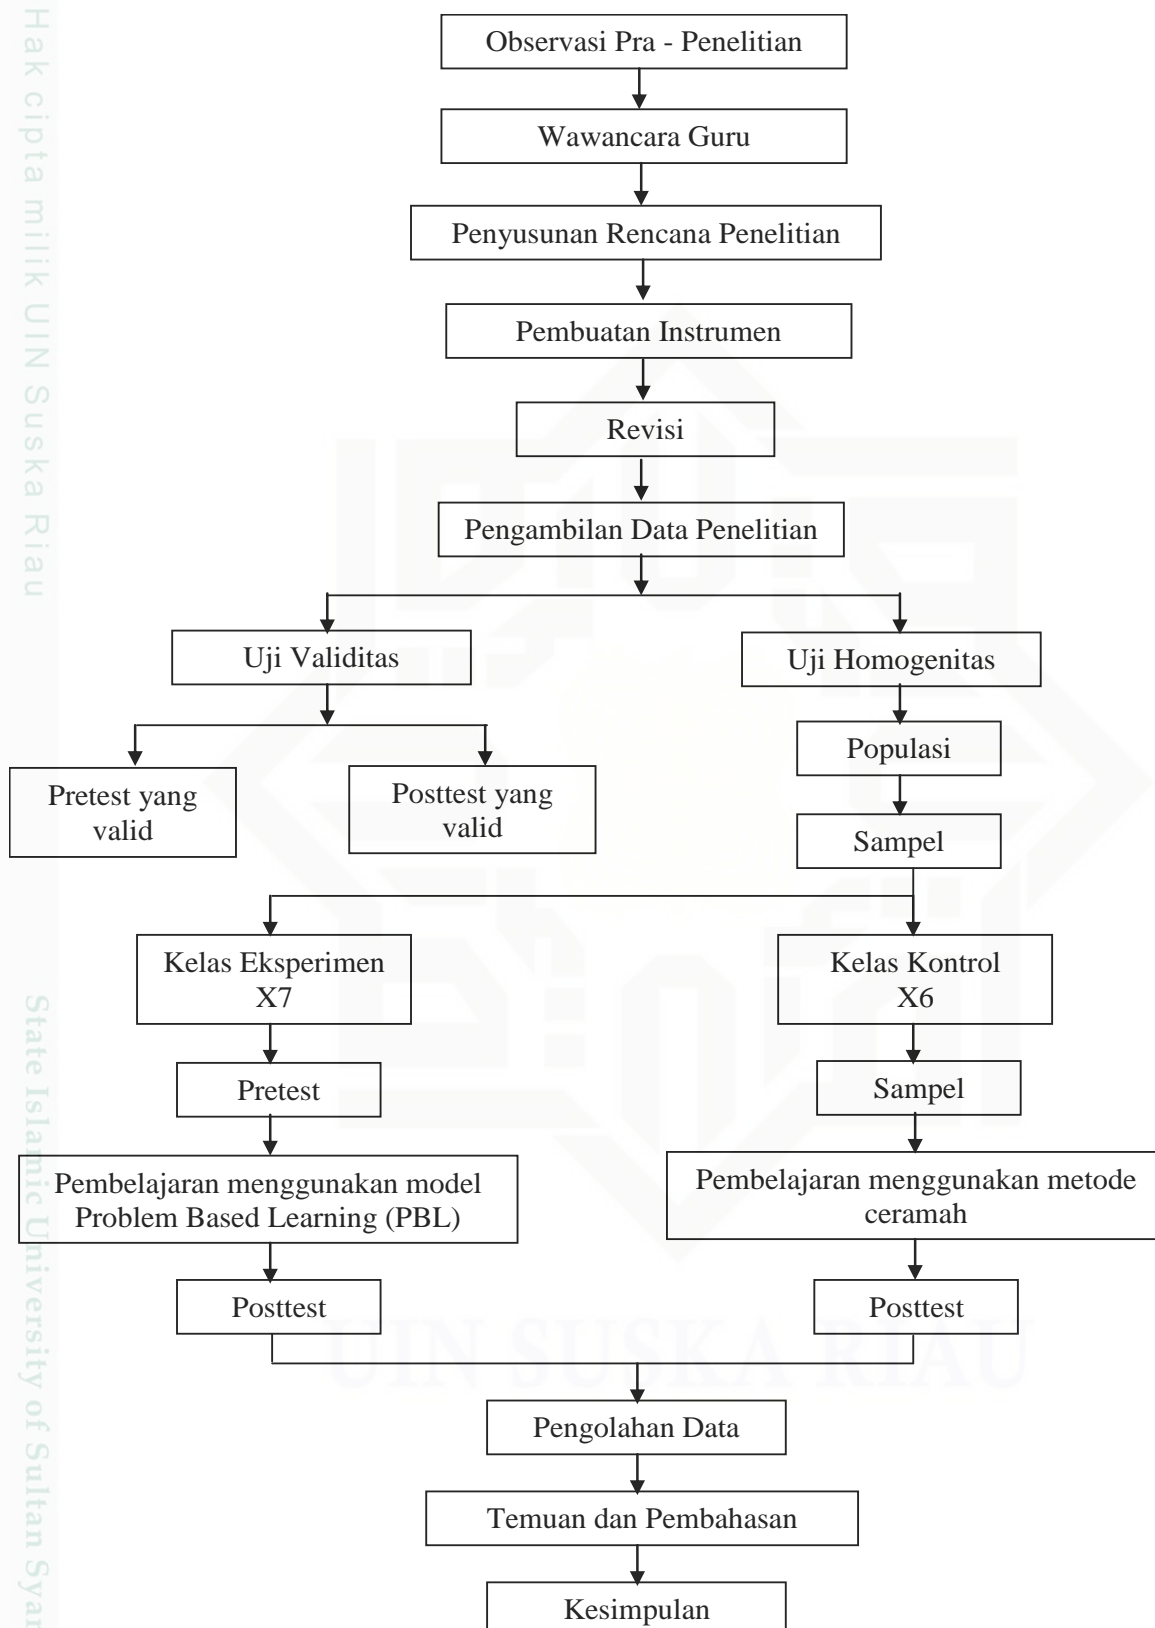 Hak cipta milik UIN Suska Riau
State Islamic University of Sultan Syar
Observasi Pra - Penelitian
Wawancara Guru
Penyusunan Rencana Penelitian
Pembuatan Instrumen
Revisi
Pengambilan Data Penelitian
Uji Validitas
Uji Homogenitas
Populasi
Pretest yang
valid
Posttest yang
valid
Sampel
Kelas Eksperimen
X7
Kelas Kontrol
X6
Pretest
Sampel
Pembelajaran menggunakan model
Problem Based Learning (PBL)
Pembelajaran menggunakan metode
ceramah
Posttest
Posttest
UIN SUSKA RIAU
Pengolahan Data
Temuan dan Pembahasan
Kesimpulan